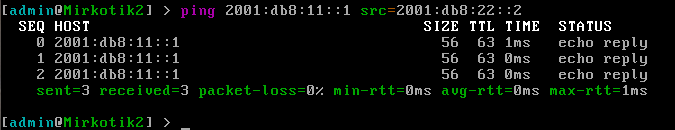 [admin@Mirkotik2] > ping 2001:db8:11::1 src=2001:db8:22::2
SEQ HOST SIZE TTL TIME STATUS
0 2001:db8:11::1 56 63 1ms echo reply
1 2001:db8:11::1 56 63 0ms echo reply
2 2001:db8:11::1 56 63 0ms echo reply
sent=3 received=3 packet-loss=0% min-rtt=0ms avg-rtt=0ms max-rtt=1ms
[admin@Mirkotik2] > _